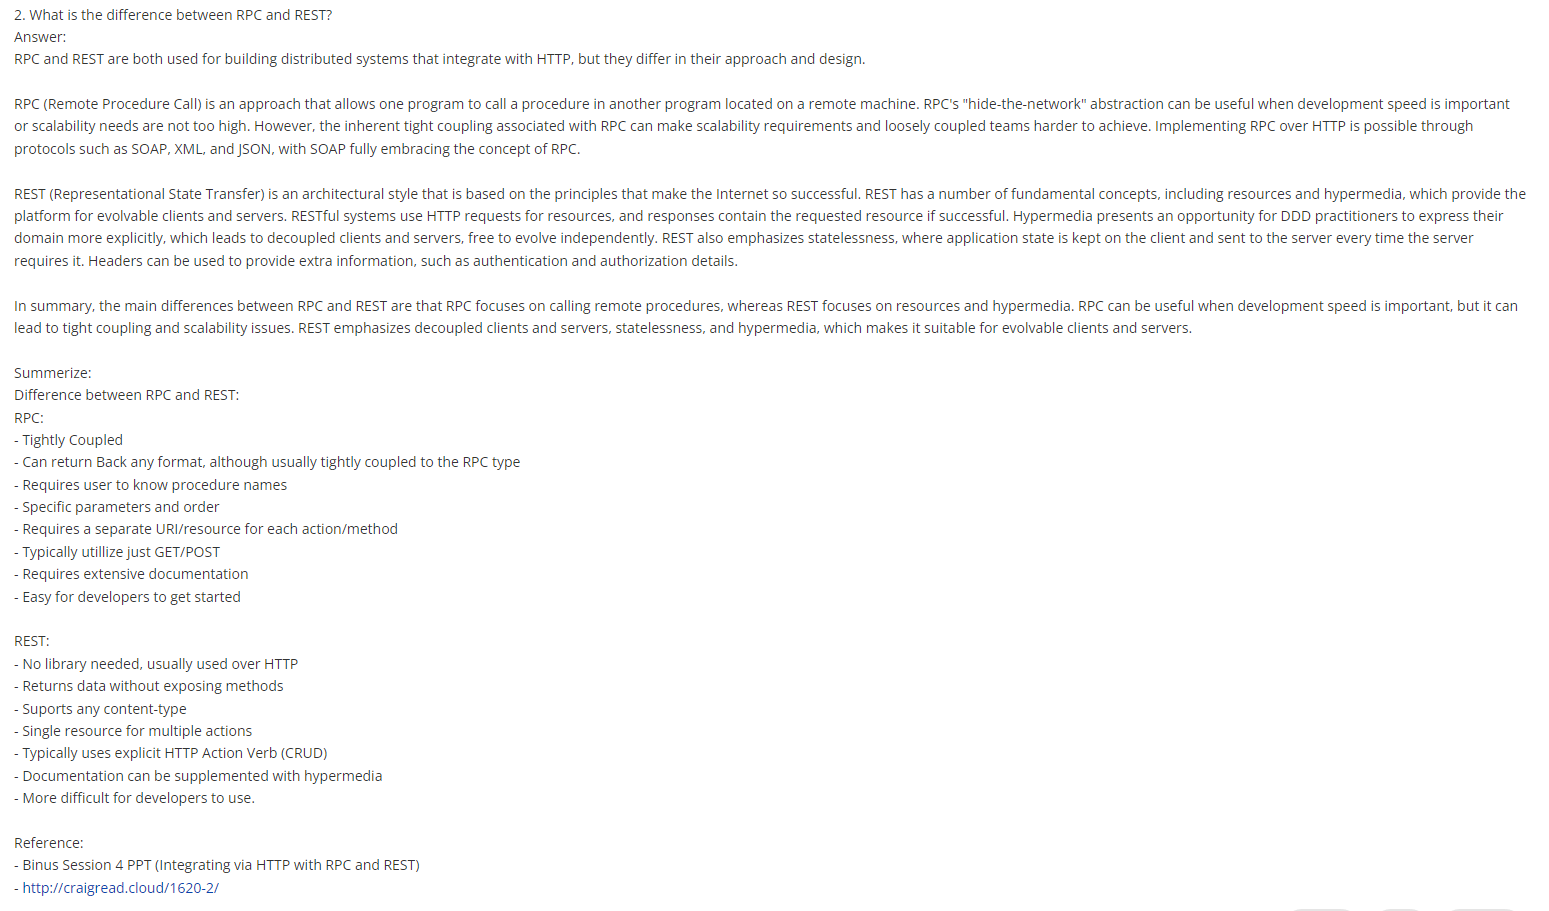 2. What is the difference between RPC and REST?
Answer:
RPC and REST are both used for building distributed systems that integrate with HTTP, but they differ in their approach and design.
RPC (Remote Procedure Call) is an approach that allows one program to call a procedure in another program located on a remote machine. RPC's "hide-the-network" abstraction can be useful when development speed is important
or scalability needs are not too high. However, the inherent tight coupling associated with RPC can make scalability requirements and loosely coupled teams harder to achieve. Implementing RPC over HTTP is possible through
protocols such as SOAP, XML, and JSON, with SOAP fully embracing the concept of RPC.
REST (Representational State Transfer) is an architectural style that is based on the principles that make the Internet so successful. REST has a number of fundamental concepts, including resources and hypermedia, which provide the
platform for evolvable clients and servers. RESTful systems use HTTP requests for resources, and responses contain the requested resource if successful. Hypermedia presents an opportunity for DDD practitioners to express their
domain more explicitly, which leads to decoupled clients and servers, free to evolve independently. REST also emphasizes statelessness, where application state is kept on the client and sent to the server every time the server
requires it. Headers can be used to provide extra information, such as authentication and authorization details.
In summary, the main differences between RPC and REST are that RPC focuses on calling remote procedures, whereas REST focuses on resources and hypermedia. RPC can be useful when development speed is important, but it can
lead to tight coupling and scalability issues. REST emphasizes decoupled clients and servers, statelessness, and hypermedia, which makes it suitable for evolvable clients and servers.
Summerize:
Difference between RPC and REST:
RPC:
- Tightly Coupled
- Can return Back any format, although usually tightly coupled to the RPC type
- Requires user to know procedure names
- Specific parameters and order
- Requires a separate URI/resource for each action/method
- Typically utillize just GET/POST
- Requires extensive documentation
- Easy for developers to get started
REST:
- No library needed, usually used over HTTP
- Returns data without exposing methods
- Suports any content-type
- Single resource for multiple actions
- Typically uses explicit HTTP Action Verb (CRUD)
- Documentation can be supplemented with hypermedia
- More difficult for developers to use.
Reference:
- Binus Session 4 PPT (Integrating via HTTP with RPC and REST)
- http://craigread.cloud/1620-2/